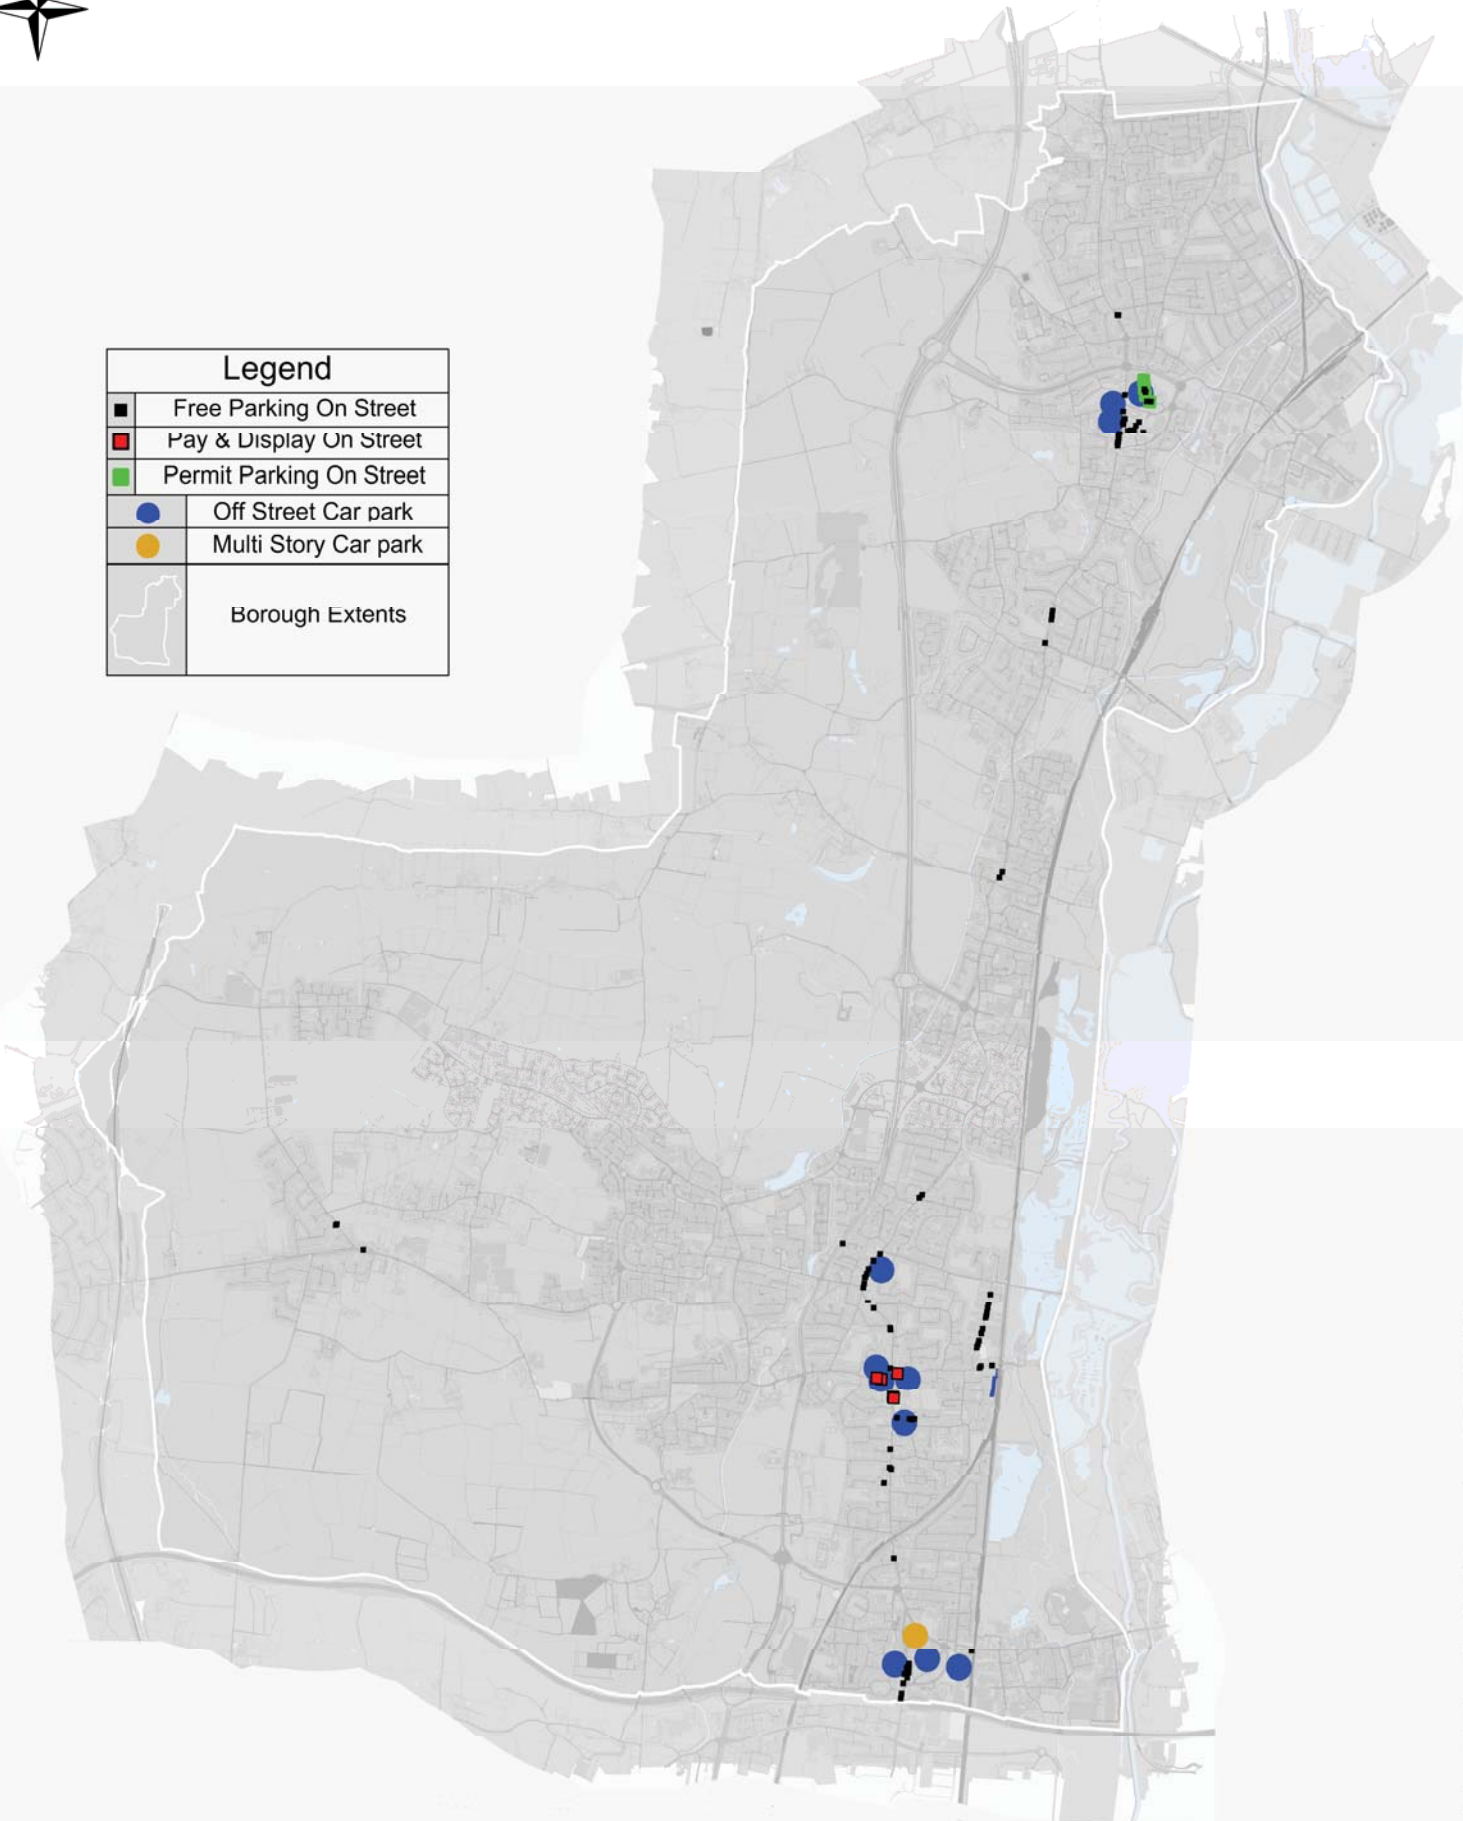 Legend
Free Parking On Street
Pay & Display On Street
Permit Parking On Street
Off Street Car park
Multi Story Car park
Borough Extents